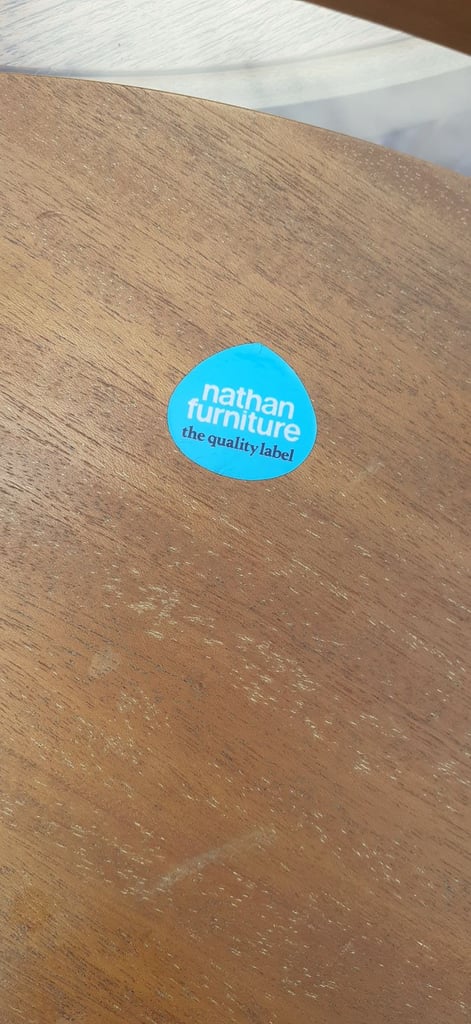 nathan
furniture
the quality label